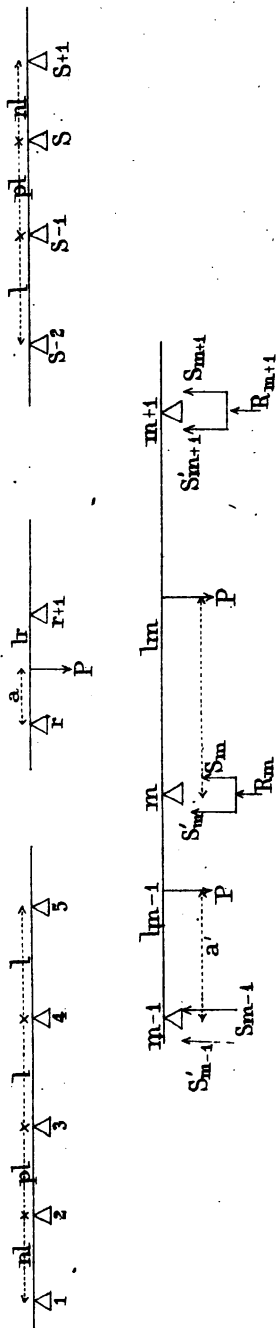 nl pl l l a lr l pl nl
1 2 3 4 5 r r+1 S-2 S-1 S S+1
P
m-1 lm-1 m lm m+1
a'
P P
S'm-1 Sm-1 S'm Sm S'm+1 Sm+1
Rm Rm+1